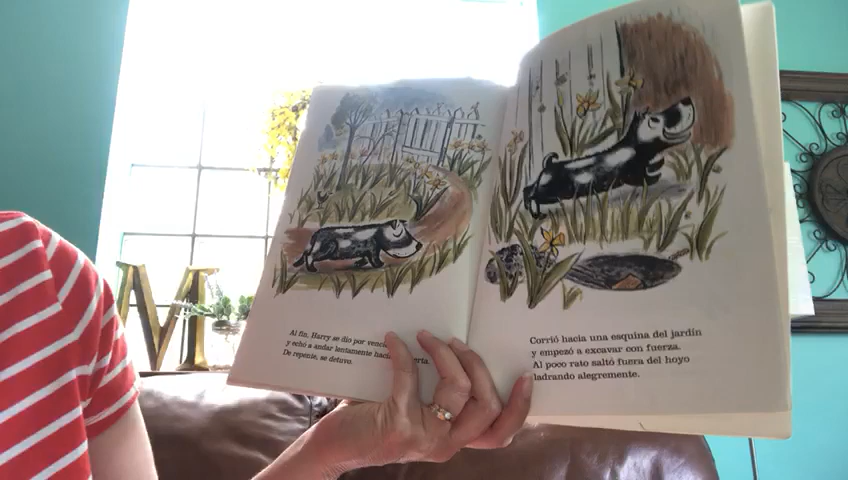 M
Al fin, Harry se dio por
y echó a andar lentamente
De repente, se detuvo.
Corrió hacia una esquina del jardín
y empezó a excavar con fuerza.
Al poco rato saltó fuera del hoyo
ladrando alegremente.